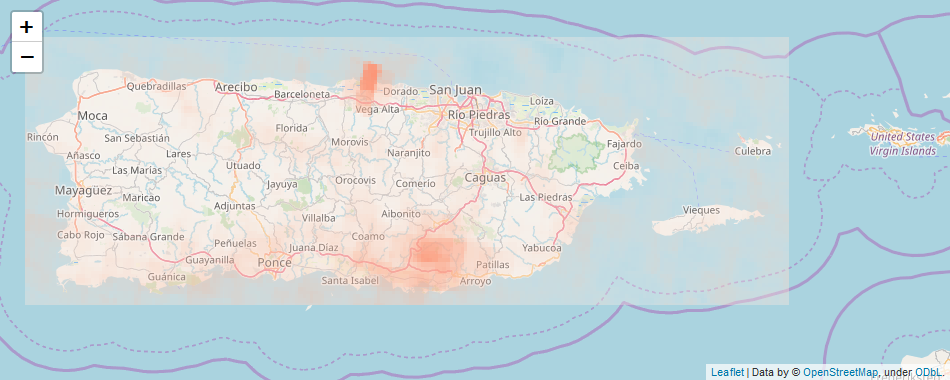 +
−
Quebradillas
Arecibo
Barceloneta
Dorado
San Juan
Loíza
Vega Alta
Moca
Río Piedras
Río Grande
Rincón
San Sebastián
Florida
Morovis
Trujillo Alto
Fajardo
United States
Virgin Islands
Añasco
Lares
Naranjito
Culebra
Las Marías
Utuado
Ceiba
Mayagüez
Maricao
Jayuya
Orocovis
Comerío
Caguas
Las Piedras
Hormigueros
Adjuntas
Villalba
Aibonito
Vieques
Cabo Rojo
Sábana Grande
Peñuelas
Juana Díaz
Coamo
Yabucoa
Guayanilla
Ponce
Patillas
Guánica
Santa Isabel
Arroyo
Leaflet | Data by © OpenStreetMap, under ODbL.